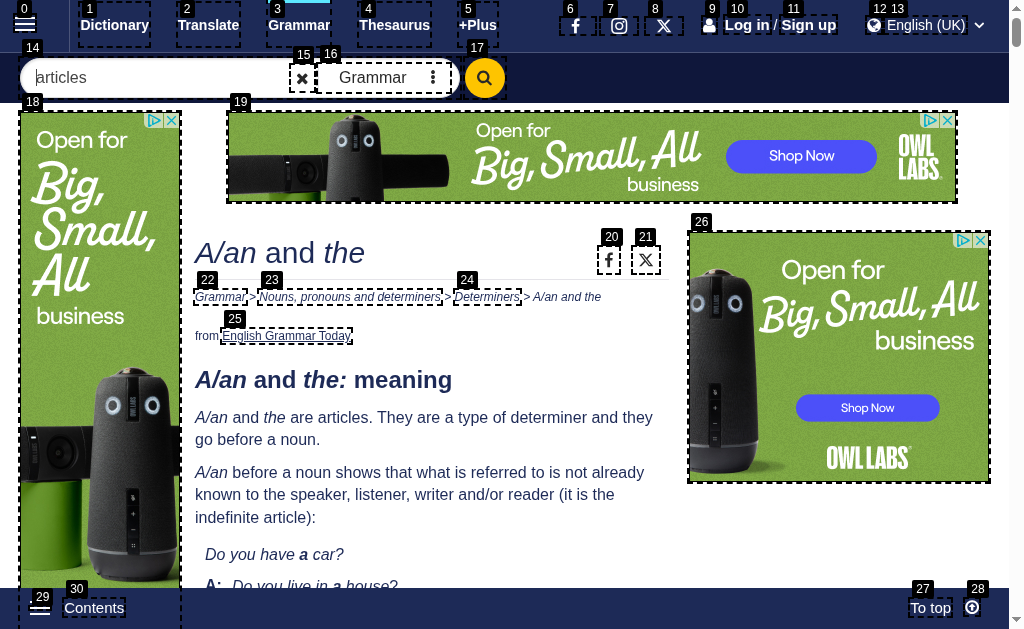 0 1 2 3 4 5 6 7 8 9 10 11 12 13
Dictionary Translate Grammar Thesaurus +Plus Log in / Sign up English (UK)
14 15 16 17
articles Grammar
18 19
Open for
Big,
Small,
All
business
Open for
Big, Small, All
business
Shop Now
OWL
LABS
20 21
A/an and the
22 23 24
Grammar > Nouns, pronouns and determiners > Determiners > A/an and the
25
from English Grammar Today
A/an and the: meaning
A/an and the are articles. They are a type of determiner and they
go before a noun.
A/an before a noun shows that what is referred to is not already
known to the speaker, listener, writer and/or reader (it is the
indefinite article):
Do you have a car?
A: Do you live in a house?
26
Open for
Big, Small, All
business
Shop Now
OWL LABS
29 30 27 28
Contents To top